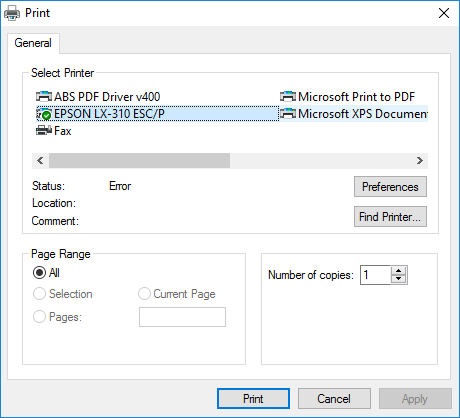 Print
General
Select Printer
ABS PDF Driver v400 Microsoft Print to PDF
EPSON LX-310 ESC/P Microsoft XPS Documen
Fax
Status: Error Preferences
Location:
Comment: Find Printer...
Page Range
All Number of copies: 1
Selection Current Page
Pages:
Print Cancel Apply